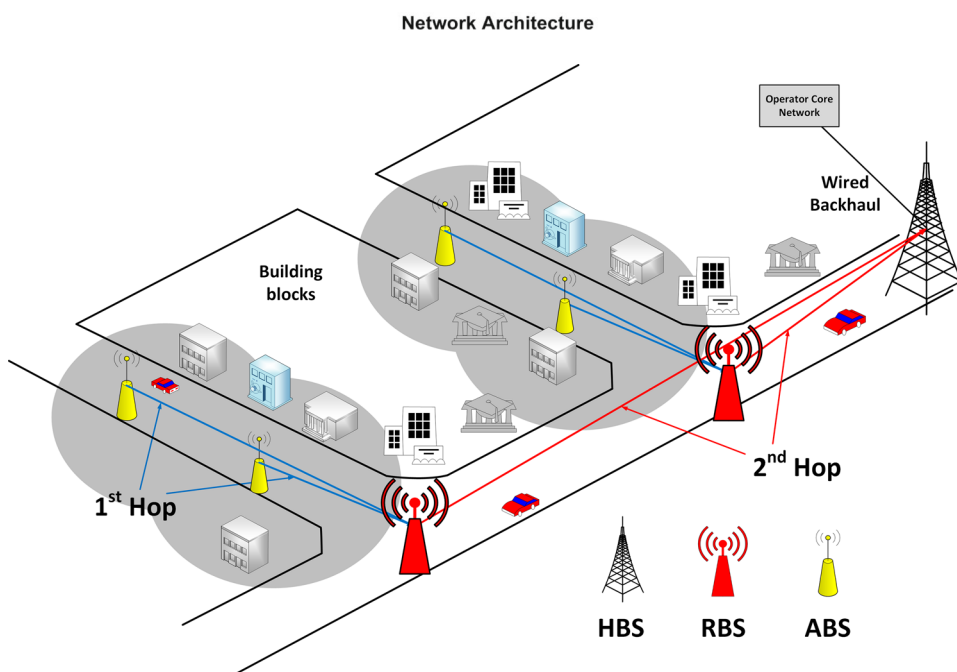 Network Architecture
Operator Core
Network
Wired
Backhaul
Building
blocks
1st Hop
2nd Hop
HBS
RBS
ABS